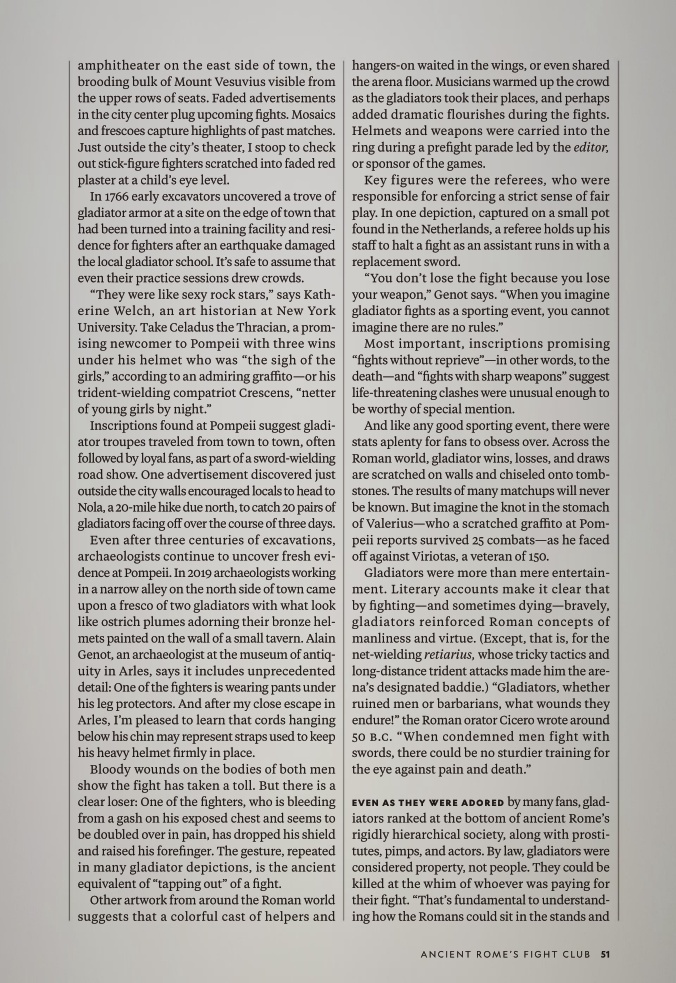 amphitheater on the east side of town, the
brooding bulk of Mount Vesuvius visible from
the upper rows of seats. Faded advertisements
in the city center plug upcoming fights. Mosaics
and frescoes capture highlights of past matches.
Just outside the city's theater, I stoop to check
out stick-figure fighters scratched into faded red
plaster at a child's eye level.
In 1766 early excavators uncovered a trove of
gladiator armor at a site on the edge of town that
had been turned into a training facility and resi-
dence for fighters after an earthquake damaged
the local gladiator school. It's safe to assume that
even their practice sessions drew crowds.
"They were like sexy rock stars," says Kath-
erine Welch, an art historian at New York
University. Take Celadus the Thracian, a prom-
ising newcomer to Pompeii with three wins
under his helmet who was "the sigh of the
girls," according to an admiring graffito—or his
trident-wielding compatriot Crescens, "netter
of young girls by night."
Inscriptions found at Pompeii suggest gladi-
ator troupes traveled from town to town, often
followed by loyal fans, as part of a sword-wielding
road show. One advertisement discovered just
outside the city walls encouraged locals to head to
Nola, a 20-mile hike due north, to catch 20 pairs of
gladiators facing off over the course of three days.
Even after three centuries of excavations,
archaeologists continue to uncover fresh evi-
dence at Pompeii. In 2019 archaeologists working
in a narrow alley on the north side of town came
upon a fresco of two gladiators with what look
like ostrich plumes adorning their bronze hel-
mets painted on the wall of a small tavern. Alain
Genot, an archaeologist at the museum of antiq-
uity in Arles, says it includes unprecedented
detail: One of the fighters is wearing pants under
his leg protectors. And after my close escape in
Arles, I'm pleased to learn that cords hanging
below his chin may represent straps used to keep
his heavy helmet firmly in place.
Bloody wounds on the bodies of both men
show the fight has taken a toll. But there is a
clear loser: One of the fighters, who is bleeding
from a gash on his exposed chest and seems to
be doubled over in pain, has dropped his shield
and raised his forefinger. The gesture, repeated
in many gladiator depictions, is the ancient
equivalent of "tapping out" of a fight.
Other artwork from around the Roman world
suggests that a colorful cast of helpers and
hangers-on waited in the wings, or even shared
the arena floor. Musicians warmed up the crowd
as the gladiators took their places, and perhaps
added dramatic flourishes during the fights.
Helmets and weapons were carried into the
ring during a prefight parade led by the editor,
or sponsor of the games.
Key figures were the referees, who were
responsible for enforcing a strict sense of fair
play. In one depiction, captured on a small pot
found in the Netherlands, a referee holds up his
staff to halt a fight as an assistant runs in with a
replacement sword.
"You don't lose the fight because you lose
your weapon," Genot says. "When you imagine
gladiator fights as a sporting event, you cannot
imagine there are no rules."
Most important, inscriptions promising
"fights without reprieve"—in other words, to the
death—and "fights with sharp weapons" suggest
life-threatening clashes were unusual enough to
be worthy of special mention.
And like any good sporting event, there were
stats aplenty for fans to obsess over. Across the
Roman world, gladiator wins, losses, and draws
are scratched on walls and chiseled onto tomb-
stones. The results of many matchups will never
be known. But imagine the knot in the stomach
of Valerius—who a scratched graffito at Pom-
peii reports survived 25 combats—as he faced
off against Viriotas, a veteran of 150.
Gladiators were more than mere entertain-
ment. Literary accounts make it clear that
by fighting—and sometimes dying—bravely,
gladiators reinforced Roman concepts of
manliness and virtue. (Except, that is, for the
net-wielding retiarius, whose tricky tactics and
long-distance trident attacks made him the are-
na's designated baddie.) "Gladiators, whether
ruined men or barbarians, what wounds they
endure!" the Roman orator Cicero wrote around
50 B.C. "When condemned men fight with
swords, there could be no sturdier training for
the eye against pain and death."
EVEN AS THEY WERE ADORED by many fans, glad-
iators ranked at the bottom of ancient Rome's
rigidly hierarchical society, along with prosti-
tutes, pimps, and actors. By law, gladiators were
considered property, not people. They could be
killed at the whim of whoever was paying for
their fight. "That's fundamental to understand-
ing how the Romans could sit in the stands and
ANCIENT ROME'S FIGHT CLUB 51